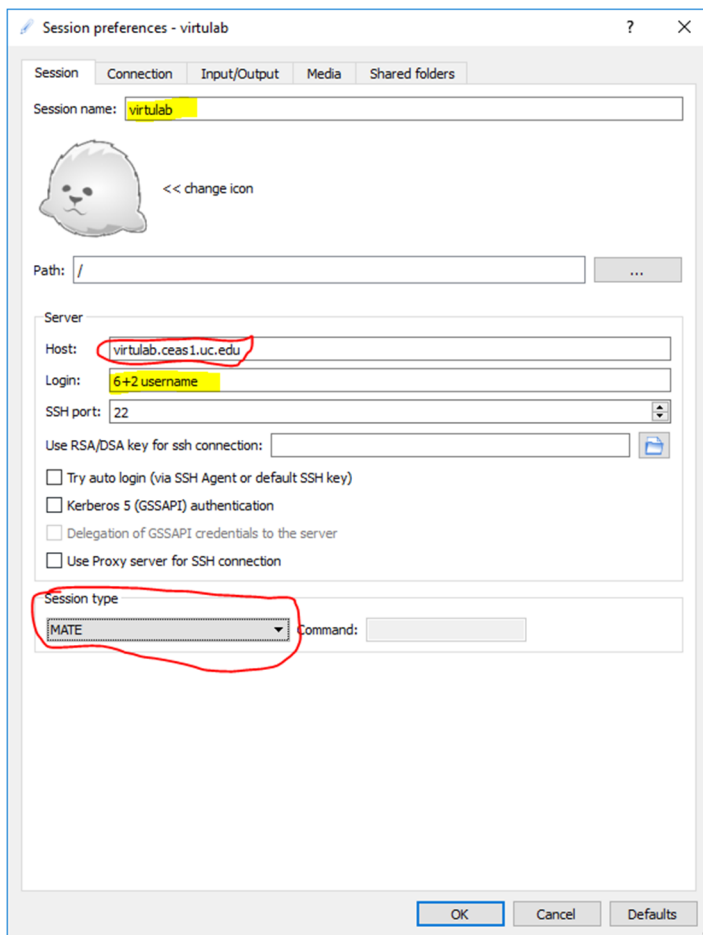 Session preferences - virtulab ? X
Session Connection Input/Output Media Shared folders
Session name: virtulab
<< change icon
Path: / ...
Server
Host: virtulab.ceas1.uc.edu
Login: 6+2 username
SSH port: 22
Use RSA/DSA key for ssh connection:
Try auto login (via SSH Agent or default SSH key)
Kerberos 5 (GSSAPI) authentication
Delegation of GSSAPI credentials to the server
Use Proxy server for SSH connection
Session type
MATE Command:
OK Cancel Defaults